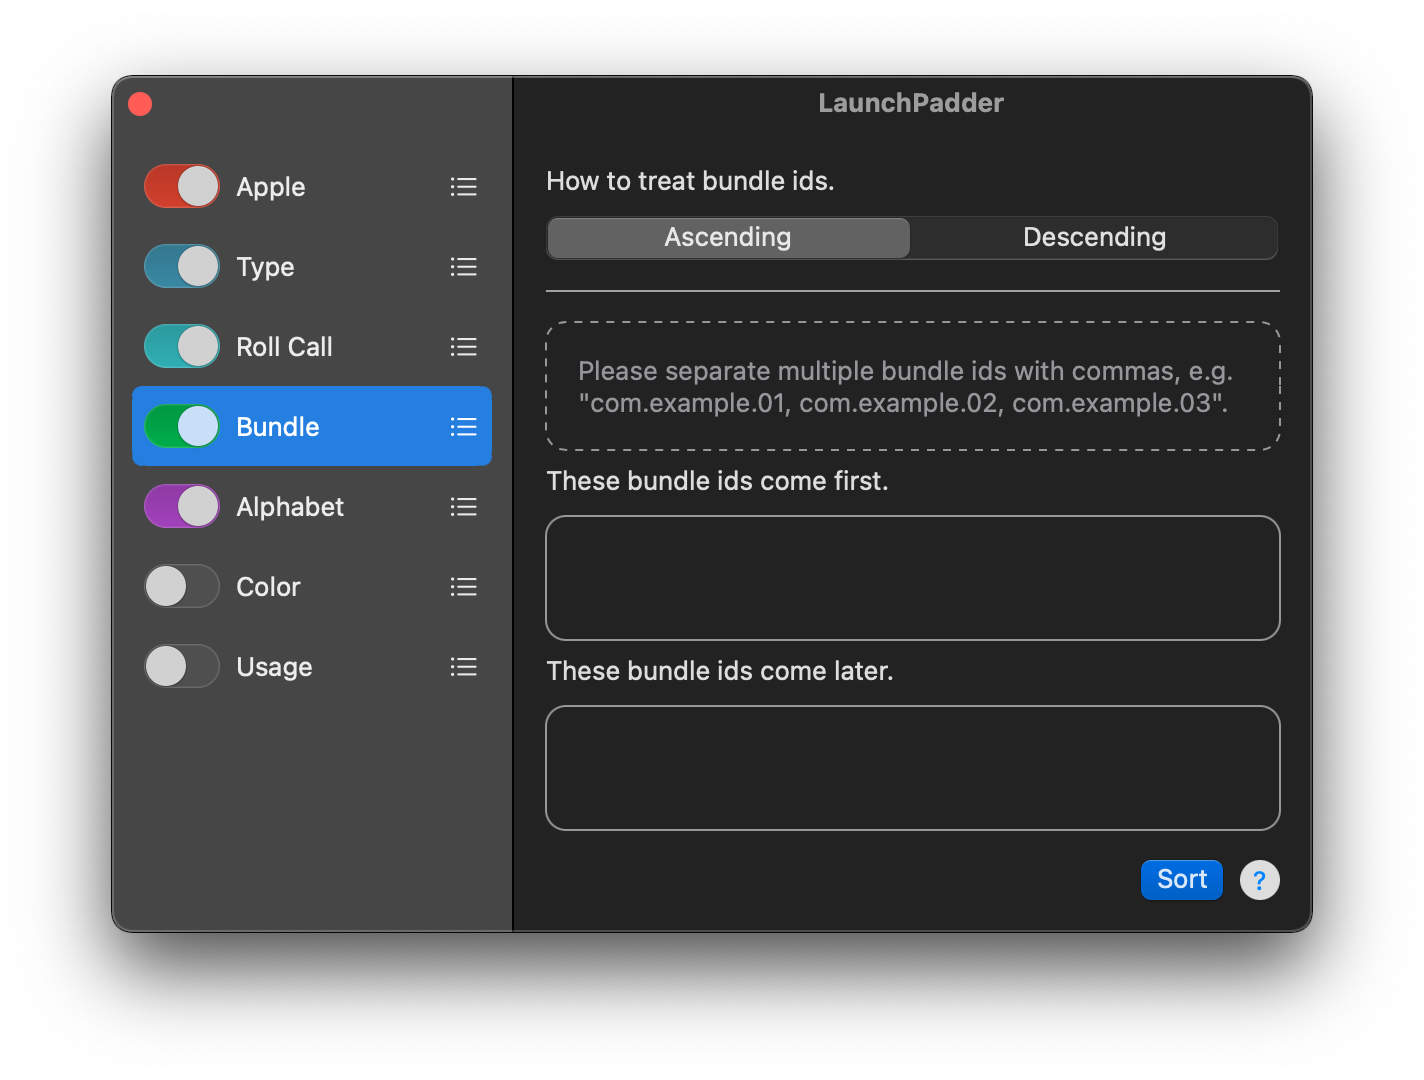 LaunchPadder
Apple
Type
Roll Call
Bundle
Alphabet
Color
Usage
How to treat bundle ids.
Ascending
Descending
Please separate multiple bundle ids with commas, e.g.
"com.example.01, com.example.02, com.example.03".
These bundle ids come first.
These bundle ids come later.
Sort
?